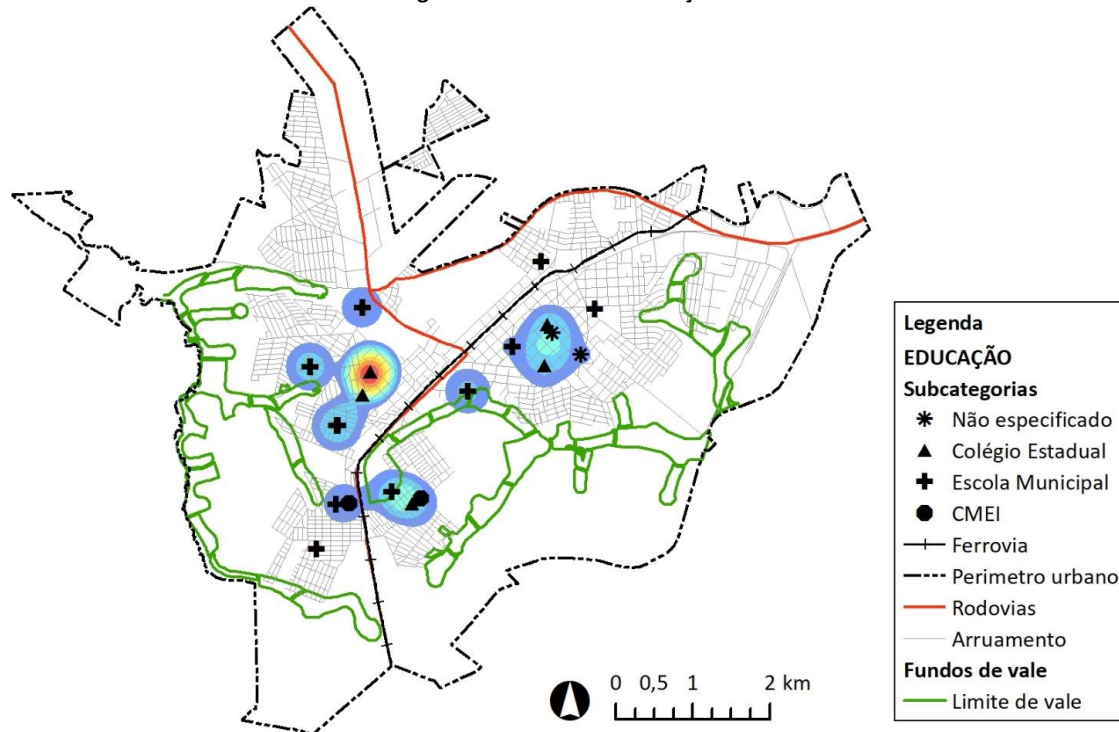 Legenda
EDUCAÇÃO
Subcategorias
Não especificado
Colégio Estadual
Escola Municipal
CMEI
Ferrovia
Perimetro urbano
Rodovias
Arruamento
Fundos de vale
Limite de vale
0 0,5 1 2 km